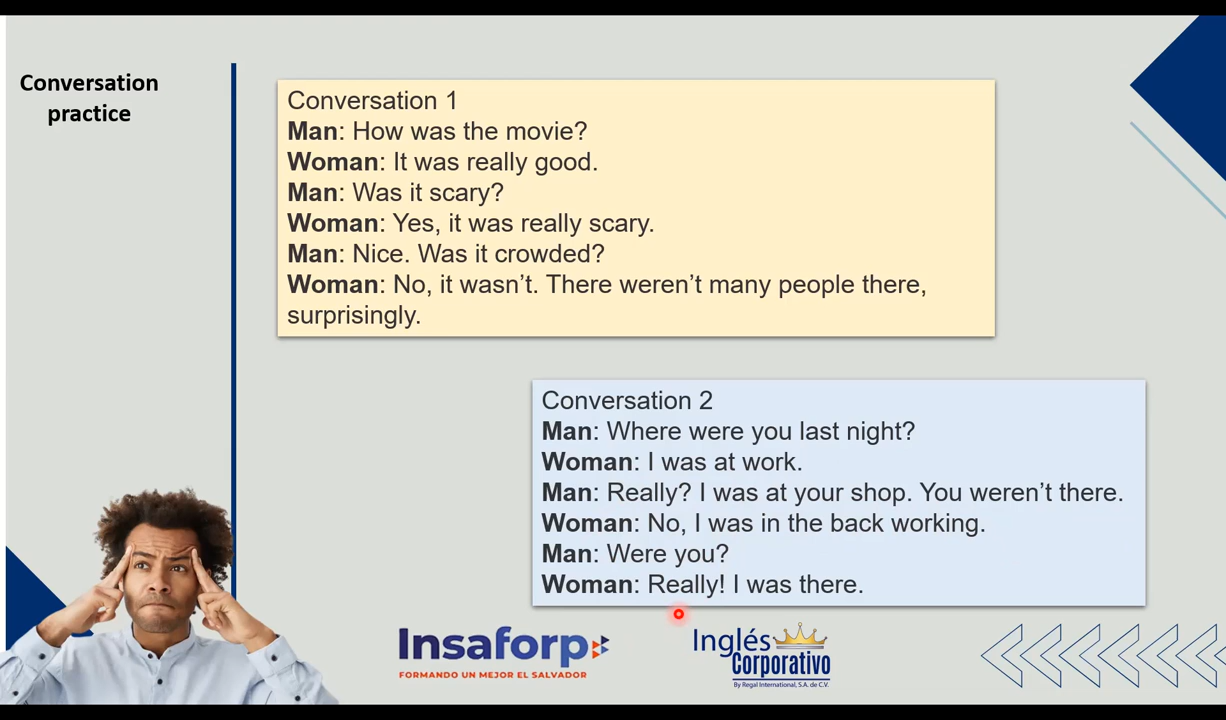 Conversation
practice
Conversation 1
Man: How was the movie?
Woman: It was really good.
Man: Was it scary?
Woman: Yes, it was really scary.
Man: Nice. Was it crowded?
Woman: No, it wasn’t. There weren’t many people there,
surprisingly.
Conversation 2
Man: Where were you last night?
Woman: I was at work.
Man: Really? I was at your shop. You weren’t there.
Woman: No, I was in the back working.
Man: Were you?
Woman: Really! I was there.
Insaforp
FORMANDO UN MEJOR EL SALVADOR
Inglés
Corporativo
By Regal International, S.A. de C.V.